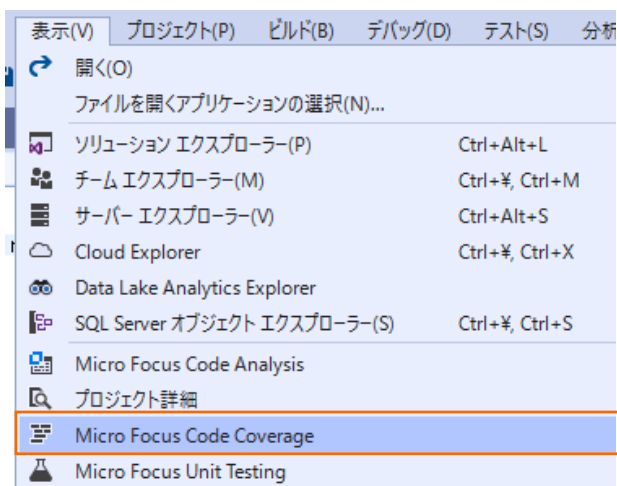 表示(V) プロジェクト(P) ビルド(B) デバッグ(D) テスト(S) 分析
開く(O)
ファイルを開くアプリケーションの選択(N)...
ソリューション エクスプローラー(P) Ctrl+Alt+L
チーム エクスプローラー(M) Ctrl+¥, Ctrl+M
サーバー エクスプローラー(V) Ctrl+Alt+S
Cloud Explorer Ctrl+¥, Ctrl+X
Data Lake Analytics Explorer
SQL Server オブジェクト エクスプローラー(S) Ctrl+¥, Ctrl+S
Micro Focus Code Analysis
プロジェクト詳細
Micro Focus Code Coverage
Micro Focus Unit Testing